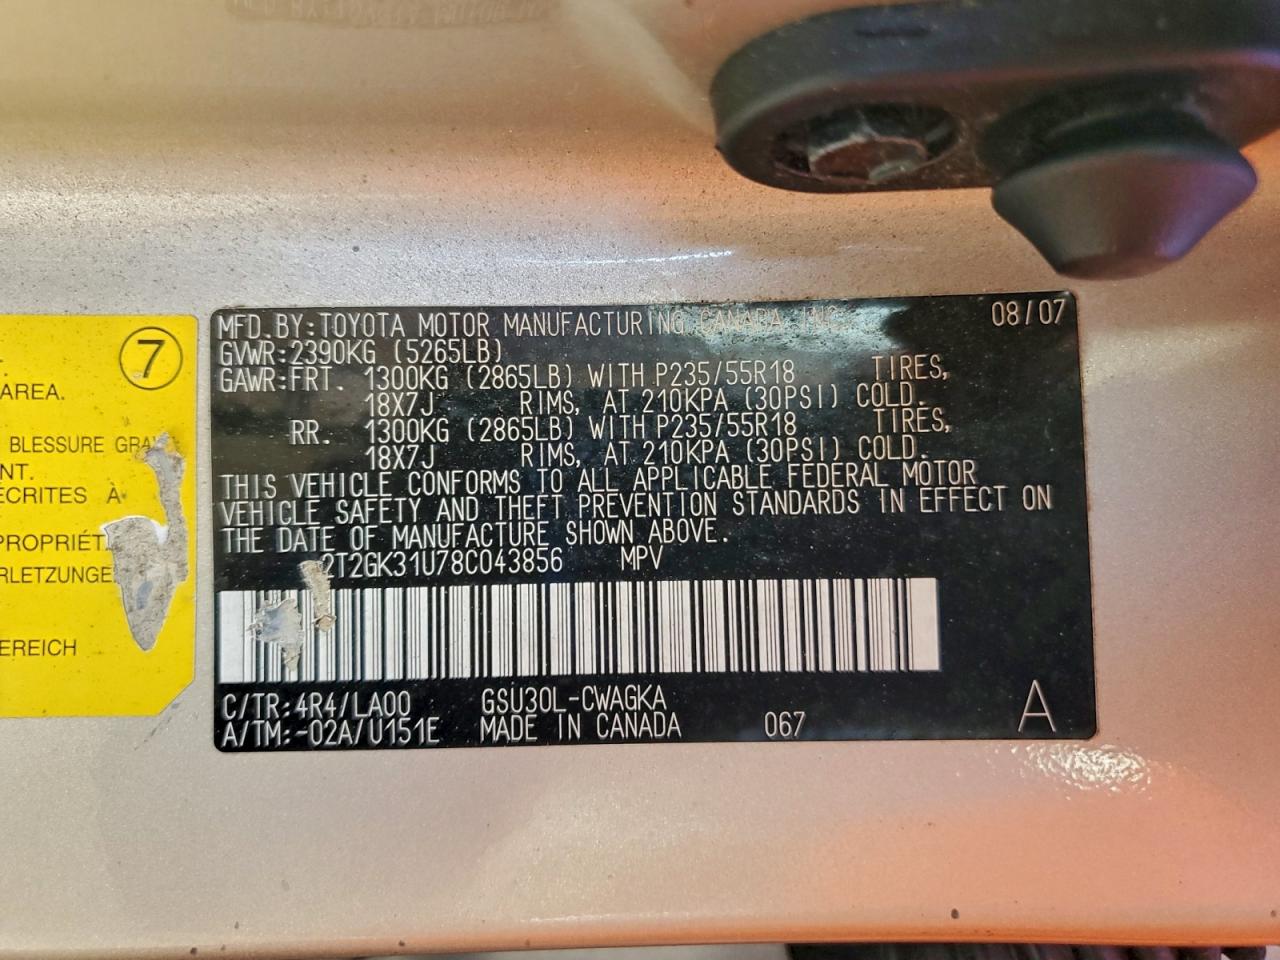 7
AREA.
BLESSURE
NT.
ÉCRITES À
PROPRIÉT
RLETZUNGE
EREICH
MFD. BY: TOYOTA MOTOR MANUFACTURING CANADA INC. 08/07
GVWR: 2390KG (5265LB)
GAWR: FRT. 1300KG (2865LB) WITH P235/55R18 TIRES,
18X7J RIMS, AT 210KPA (30PSI) COLD.
RR. 1300KG (2865LB) WITH P235/55R18 TIRES,
18X7J RIMS, AT 210KPA (30PSI) COLD.
THIS VEHICLE CONFORMS TO ALL APPLICABLE FEDERAL MOTOR
VEHICLE SAFETY AND THEFT PREVENTION STANDARDS IN EFFECT ON
THE DATE OF MANUFACTURE SHOWN ABOVE.
2T2GK31U78C043856 MPV
C/TR: 4R4/LA00 GSU30L-CWAGKA
A/TM: -02A/U151E MADE IN CANADA 067 A